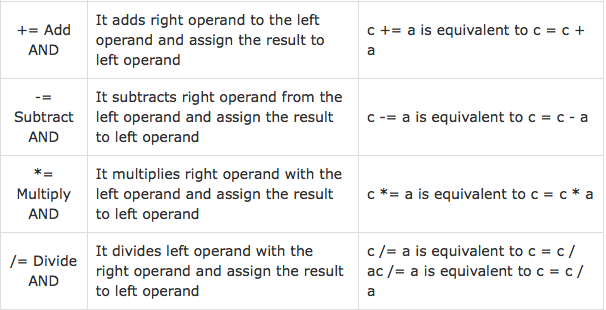 += Add
AND
It adds right operand to the left
operand and assign the result to
left operand
c += a is equivalent to c = c +
a
-=
Subtract
AND
It subtracts right operand from the
left operand and assign the result
to left operand
c -= a is equivalent to c = c - a
*=
Multiply
AND
It multiplies right operand with the
left operand and assign the result
to left operand
c *= a is equivalent to c = c * a
/= Divide
AND
It divides left operand with the
right operand and assign the result
to left operand
c /= a is equivalent to c = c /
ac /= a is equivalent to c = c /
a